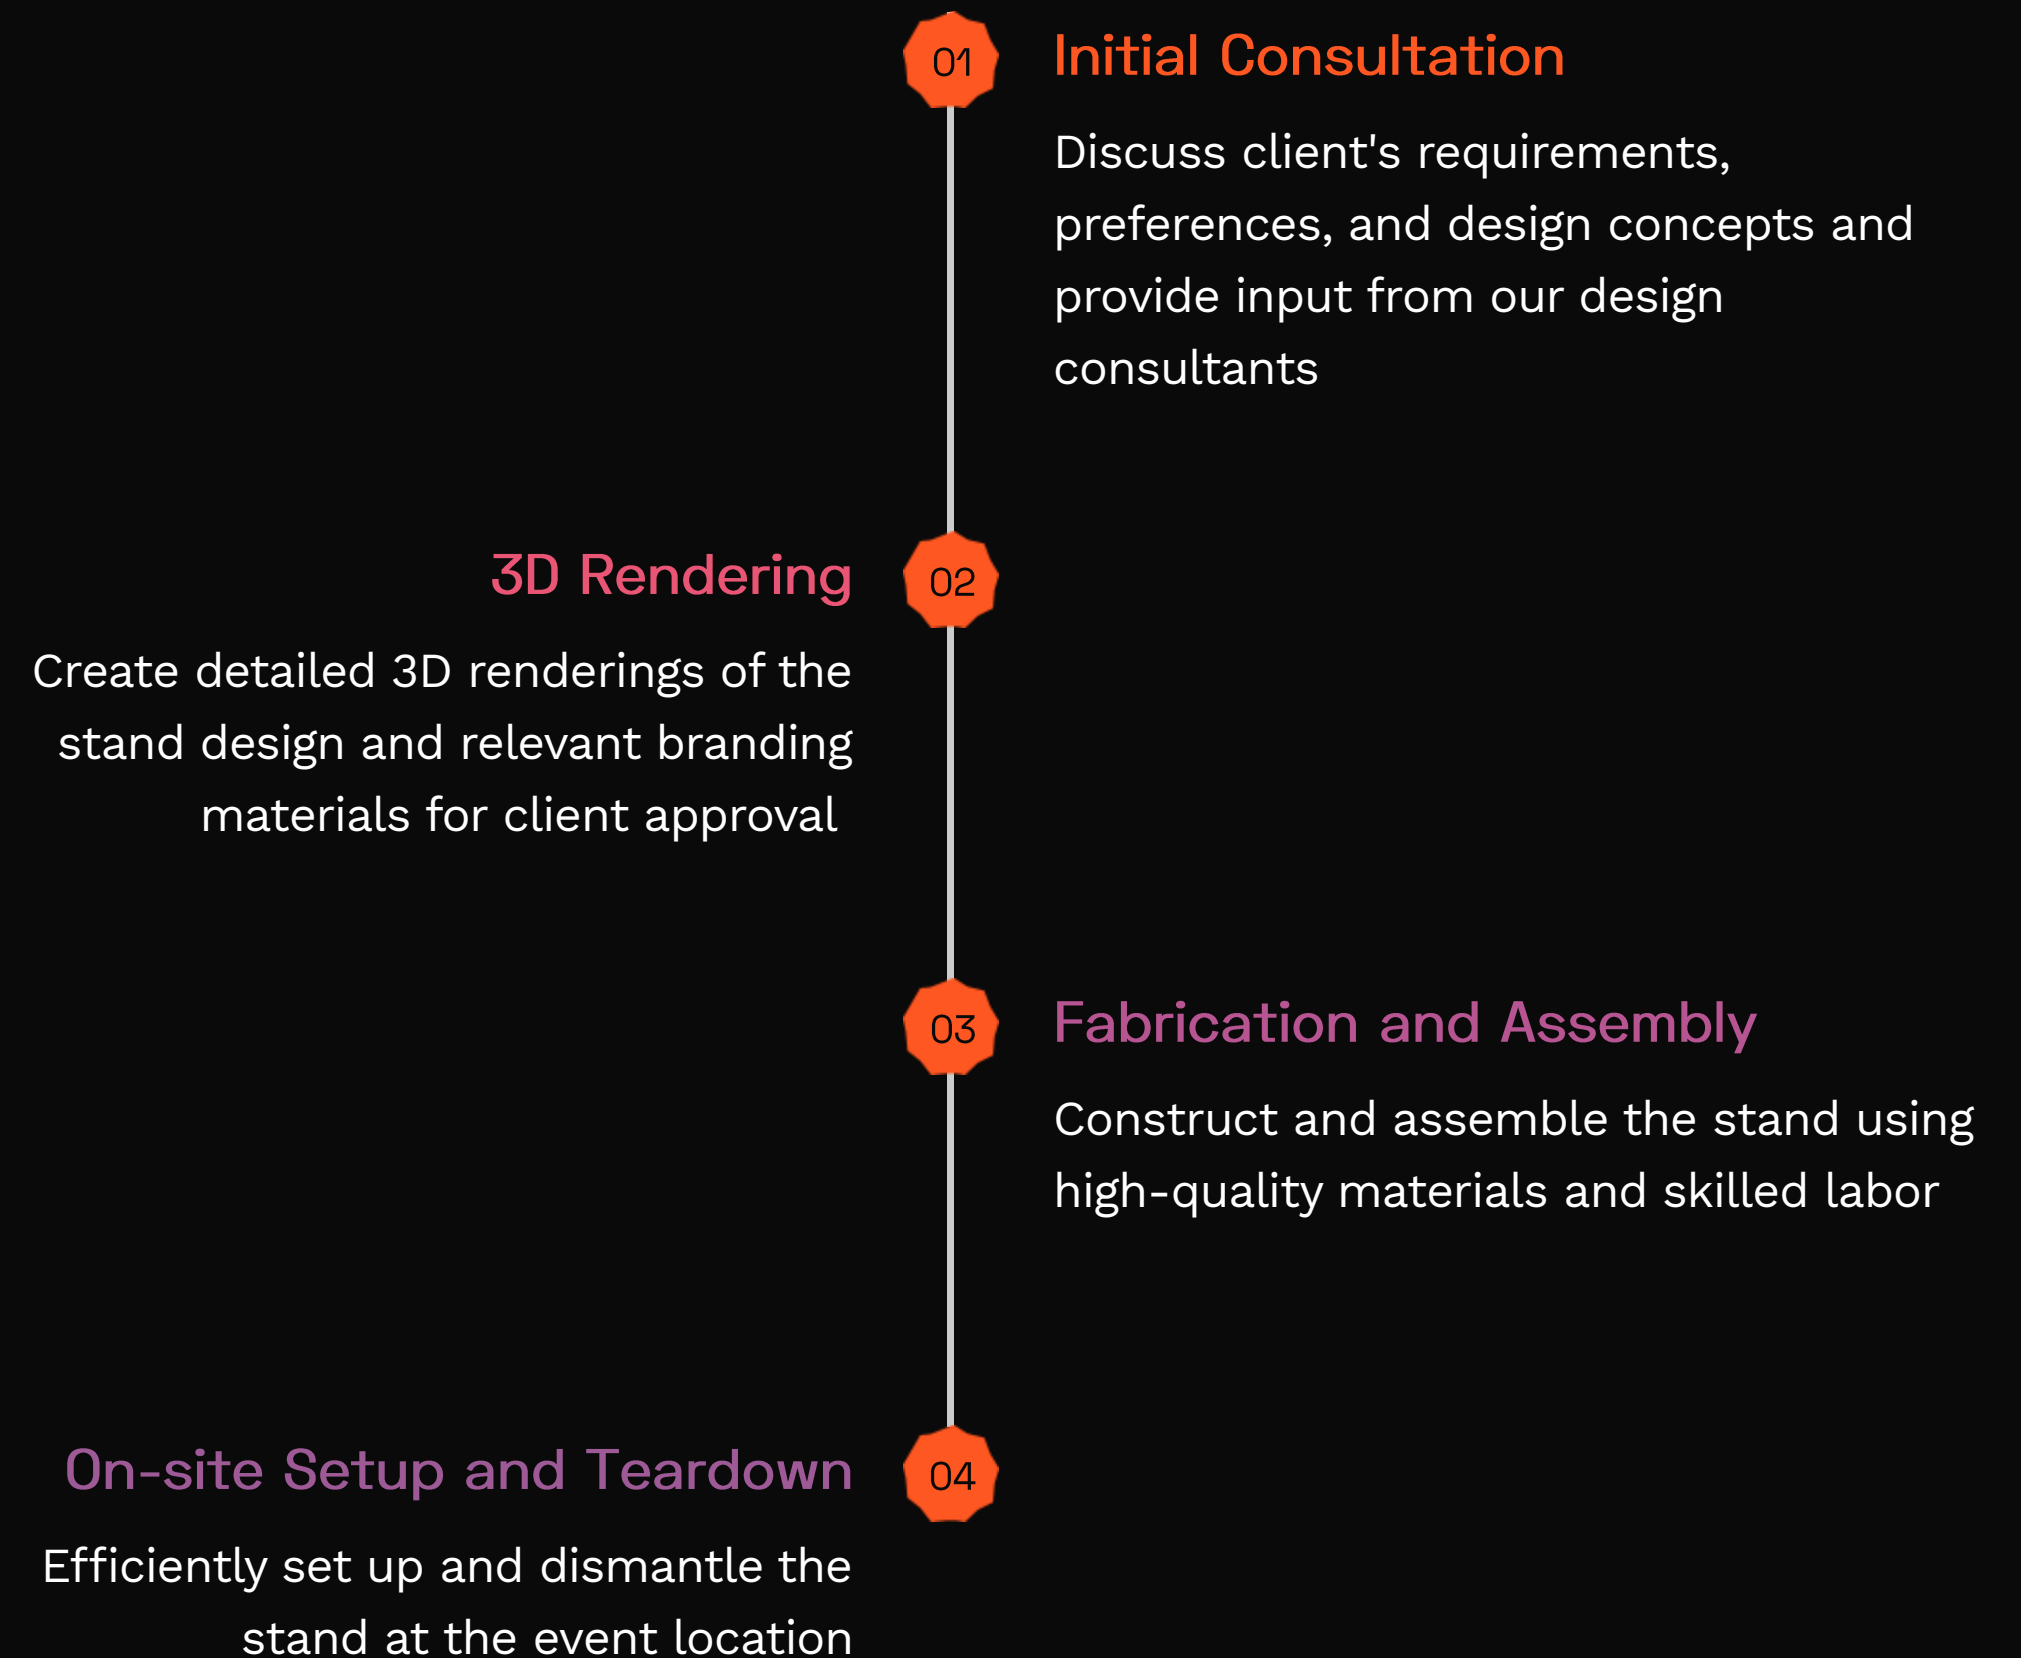 01
Initial Consultation
Discuss client's requirements,
preferences, and design concepts and
provide input from our design
consultants
02
3D Rendering
Create detailed 3D renderings of the
stand design and relevant branding
materials for client approval
03
Fabrication and Assembly
Construct and assemble the stand using
high-quality materials and skilled labor
04
On-site Setup and Teardown
Efficiently set up and dismantle the
stand at the event location